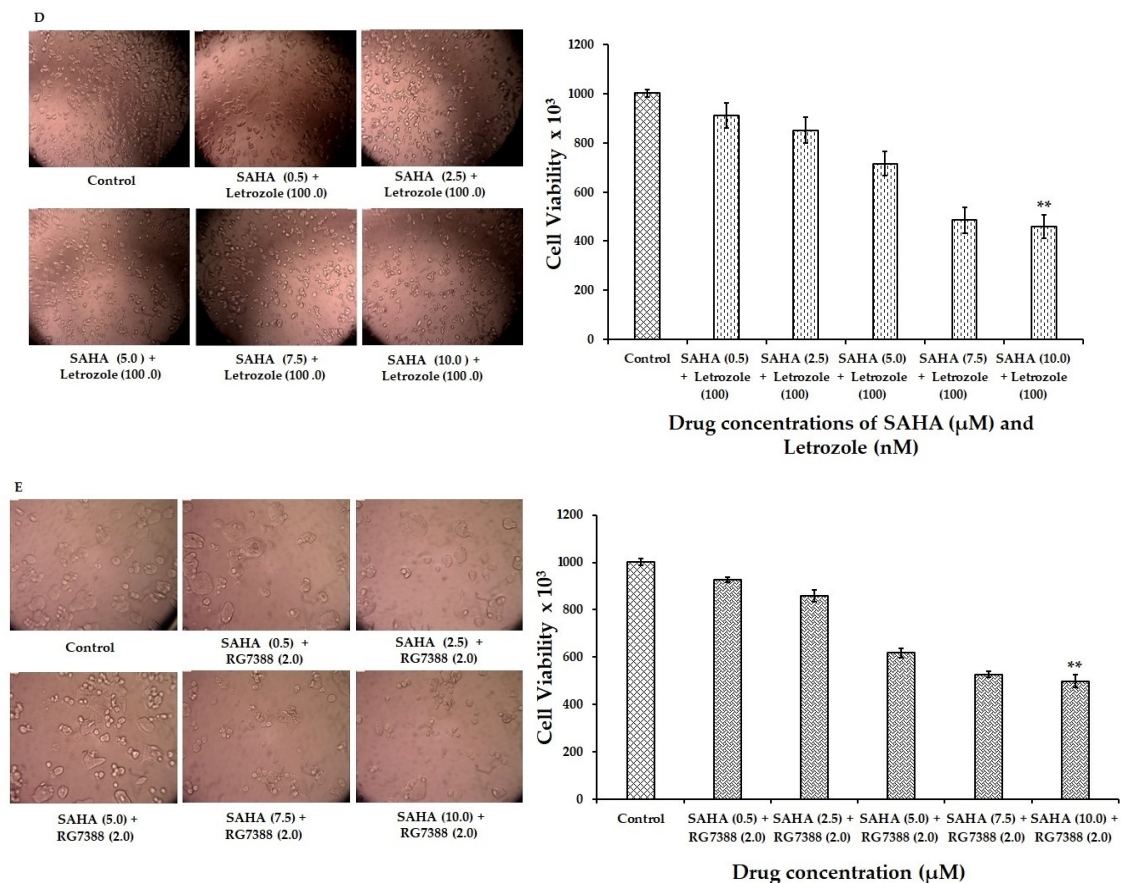 D
Control
SAHA (0.5) +
Letrozole (100 .0)
SAHA (2.5) +
Letrozole (100.0)
SAHA (5.0 ) +
Letrozole (100 .0)
SAHA (7.5) +
Letrozole (100.0)
SAHA (10.0) +
Letrozole (100 .0)
Cell Viability x 10³
1200
1000
800
600
400
200
0
**
Control
SAHA (0.5)
+ Letrozole
(100)
SAHA (2.5)
+ Letrozole
(100)
SAHA (5.0)
+ Letrozole
(100)
SAHA (7.5)
+ Letrozole
(100)
SAHA (10.0)
+ Letrozole
(100)
Drug concentrations of SAHA (µM) and
Letrozole (nM)
E
Control
SAHA (0.5) +
RG7388 (2.0)
SAHA (2.5) +
RG7388 (2.0)
SAHA (5.0) +
RG7388 (2.0)
SAHA (7.5) +
RG7388 (2.0)
SAHA (10.0) +
RG7388 (2.0)
Cell Viability x 10³
1200
1000
800
600
400
200
0
**
Control
SAHA (0.5) +
RG7388 (2.0)
SAHA (2.5) +
RG7388 (2.0)
SAHA (5.0) +
RG7388 (2.0)
SAHA (7.5) +
RG7388 (2.0)
SAHA (10.0) +
RG7388 (2.0)
Drug concentration (µM)